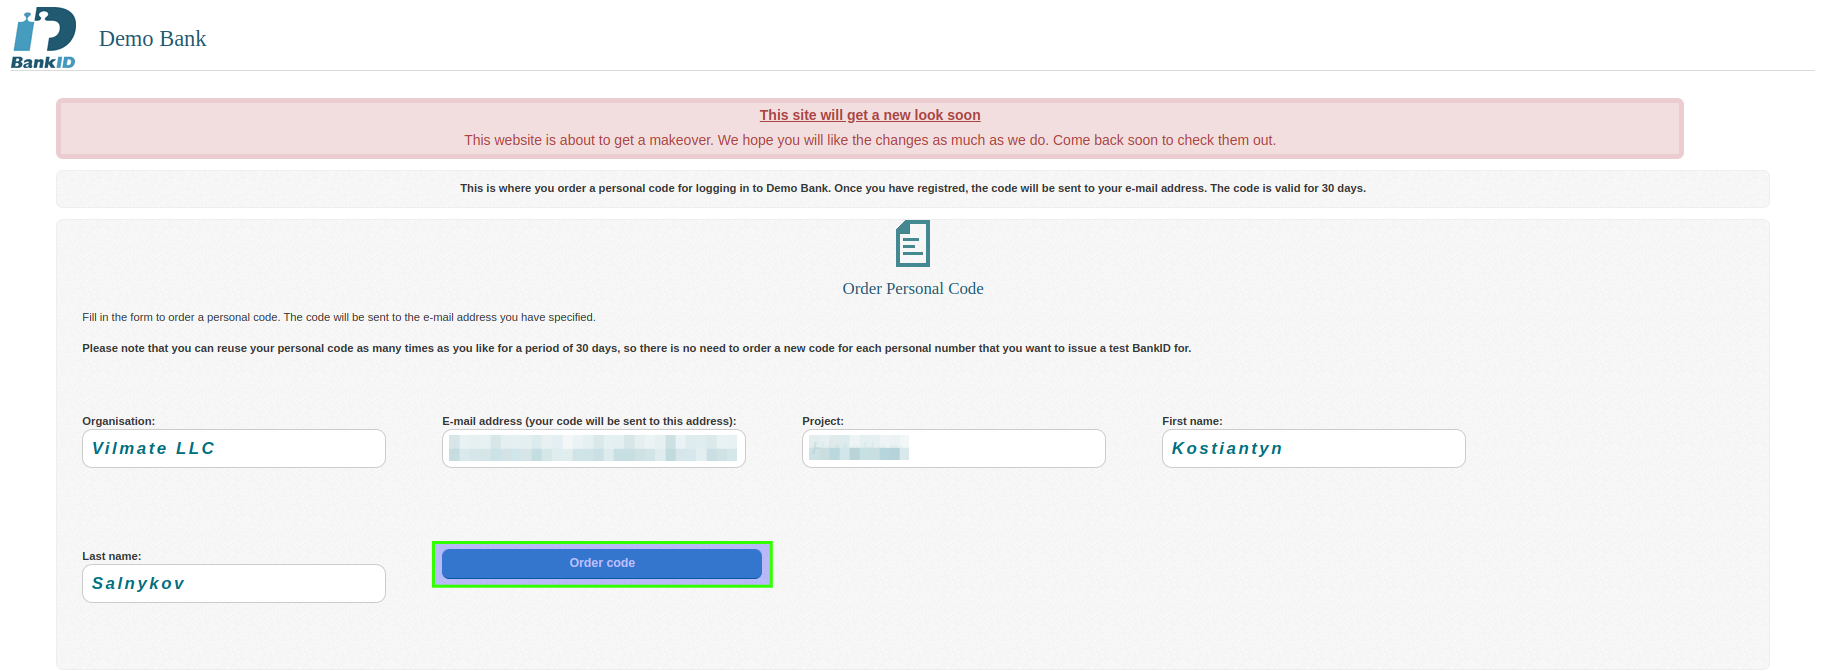 BankID
Demo Bank
This site will get a new look soon
This website is about to get a makeover. We hope you will like the changes as much as we do. Come back soon to check them out.
This is where you order a personal code for logging in to Demo Bank. Once you have registred, the code will be sent to your e-mail address. The code is valid for 30 days.
Order Personal Code
Fill in the form to order a personal code. The code will be sent to the e-mail address you have specified.
Please note that you can reuse your personal code as many times as you like for a period of 30 days, so there is no need to order a new code for each personal number that you want to issue a test BankID for.
Organisation:
Vilmate LLC
E-mail address (your code will be sent to this address):
Project:
First name:
Kostiantyn
Last name:
Salnykov
Order code